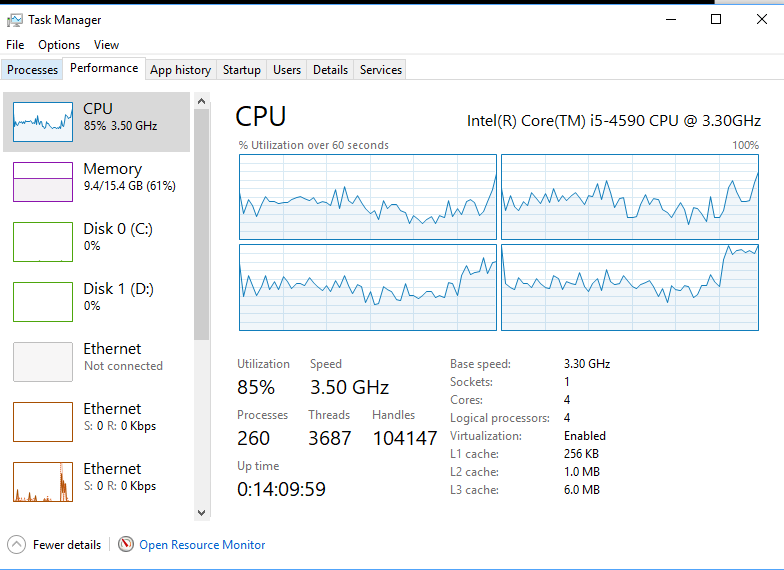 Task Manager
File Options View
Processes Performance App history Startup Users Details Services
CPU
85% 3.50 GHz
Memory
9.4/15.4 GB (61%)
Disk 0 (C:)
0%
Disk 1 (D:)
0%
Ethernet
Not connected
Ethernet
S: 0 R: 0 Kbps
Ethernet
S: 0 R: 0 Kbps
CPU Intel(R) Core(TM) i5-4590 CPU @ 3.30GHz
% Utilization over 60 seconds 100%
Utilization Speed
85% 3.50 GHz
Processes Threads Handles
260 3687 104147
Up time
0:14:09:59
Base speed: 3.30 GHz
Sockets: 1
Cores: 4
Logical processors: 4
Virtualization: Enabled
L1 cache: 256 KB
L2 cache: 1.0 MB
L3 cache: 6.0 MB
Fewer details Open Resource Monitor